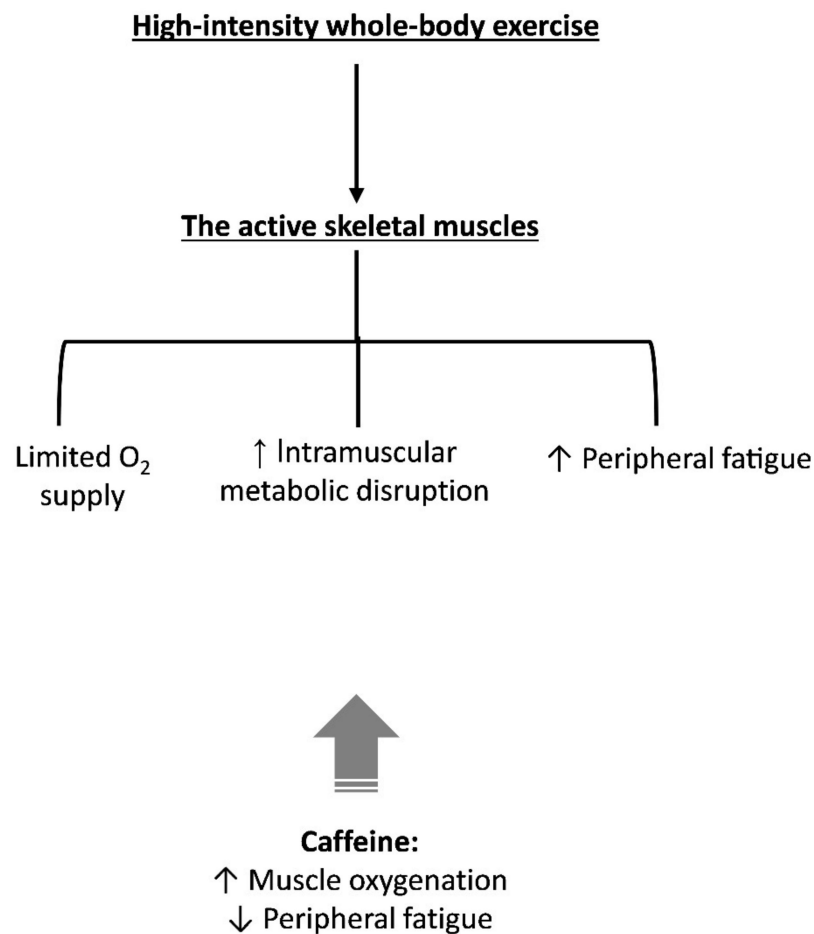 High-intensity whole-body exercise
The active skeletal muscles
Limited O₂
supply
↑ Intramuscular
metabolic disruption
↑ Peripheral fatigue
Caffeine:
↑ Muscle oxygenation
↓ Peripheral fatigue